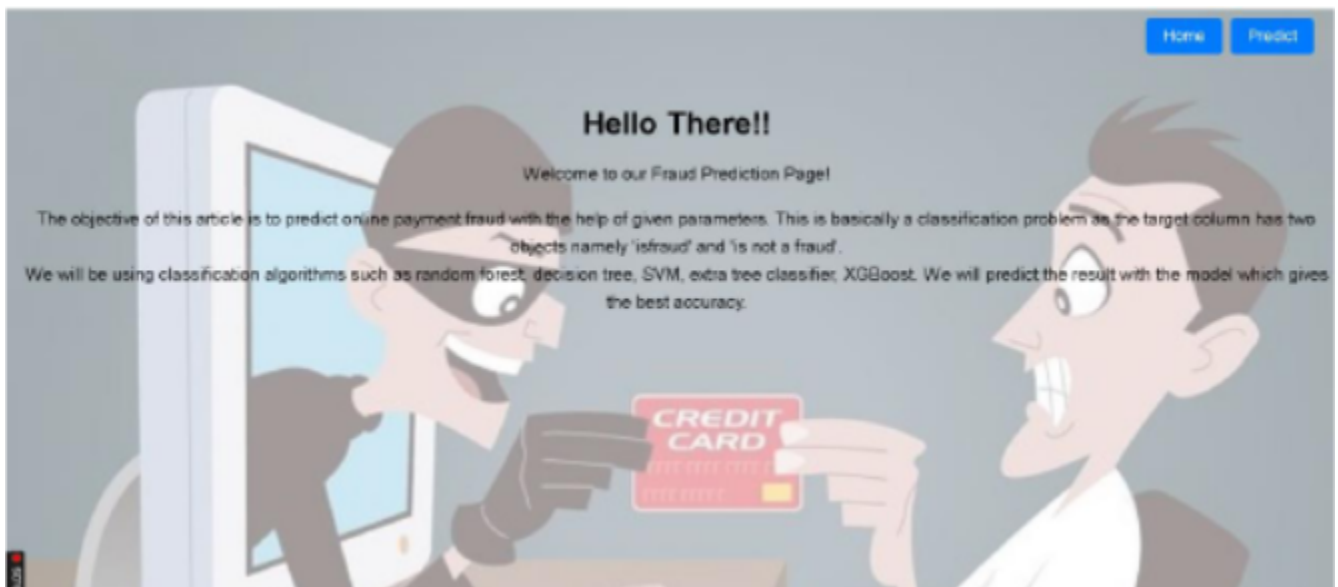 Home Predict
Hello There!!
Welcome to our Fraud Prediction Page!
The objective of this article is to predict online payment fraud with the help of given parameters. This is basically a classification problem as the target column has two
objects namely 'isfraud' and 'is not a fraud'.
We will be using classification algorithms such as random forest, decision tree, SVM, extra tree classifier, XGBoost. We will predict the result with the model which gives
the best accuracy.
CREDIT
CARD